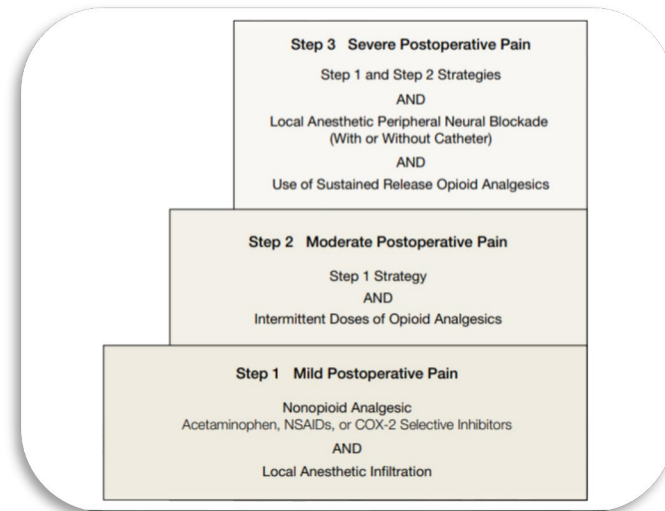 Step 3 Severe Postoperative Pain
Step 1 and Step 2 Strategies
AND
Local Anesthetic Peripheral Neural Blockade
(With or Without Catheter)
AND
Use of Sustained Release Opioid Analgesics
Step 2 Moderate Postoperative Pain
Step 1 Strategy
AND
Intermittent Doses of Opioid Analgesics
Step 1 Mild Postoperative Pain
Nonopioid Analgesic
Acetaminophen, NSAIDs, or COX-2 Selective Inhibitors
AND
Local Anesthetic Infiltration